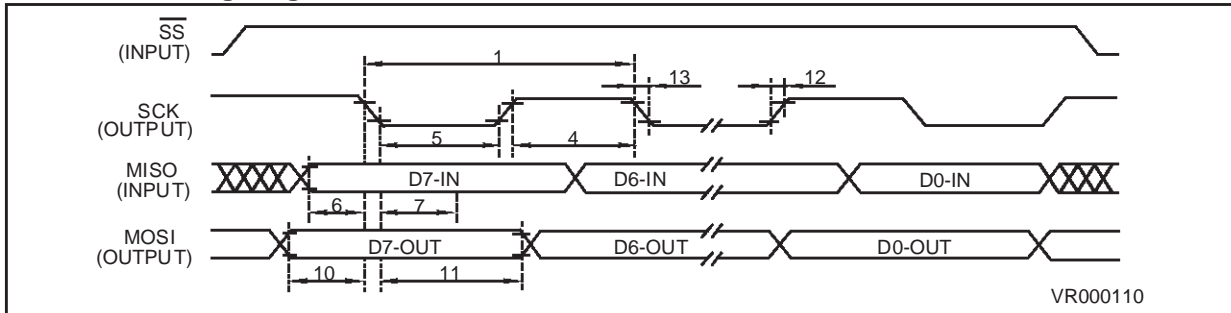 SS
(INPUT)
1
13
12
SCK
(OUTPUT)
5
4
MISO
(INPUT)
D7-IN
D6-IN
D0-IN
6
7
MOSI
(OUTPUT)
D7-OUT
D6-OUT
D0-OUT
10
11
VR000110